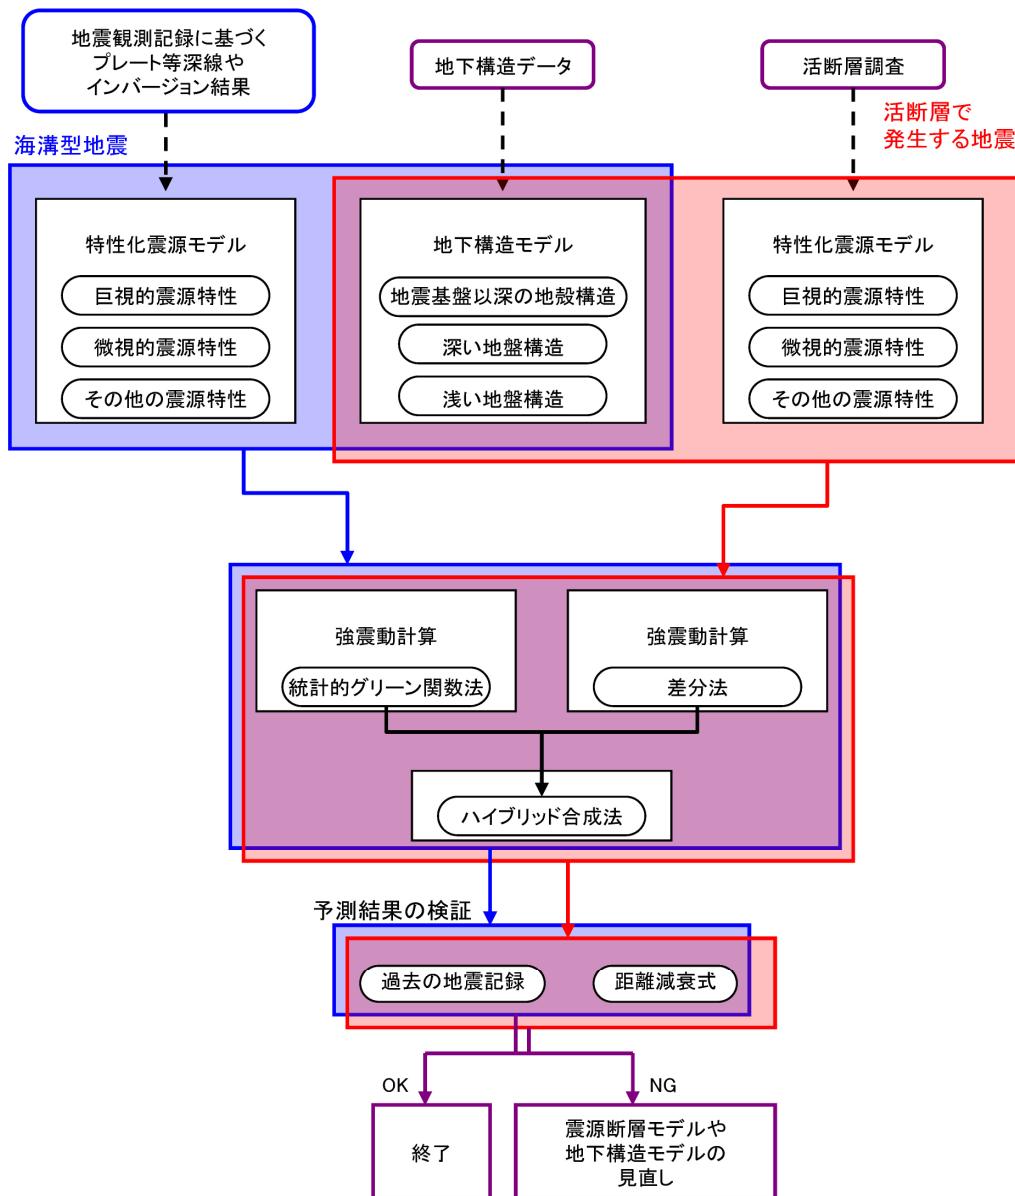 地震観測記録に基づく
プレート等深線や
インバージョン結果
地下構造データ
活断層調査
海溝型地震
活断層で
発生する地震
特性化震源モデル
巨視的震源特性
微視的震源特性
その他の震源特性
地下構造モデル
地震基盤以深の地殻構造
深い地盤構造
浅い地盤構造
特性化震源モデル
巨視的震源特性
微視的震源特性
その他の震源特性
強震動計算
統計的グリーン関数法
強震動計算
差分法
ハイブリッド合成法
予測結果の検証
過去の地震記録
距離減衰式
OK
NG
終了
震源断層モデルや
地下構造モデルの
見直し